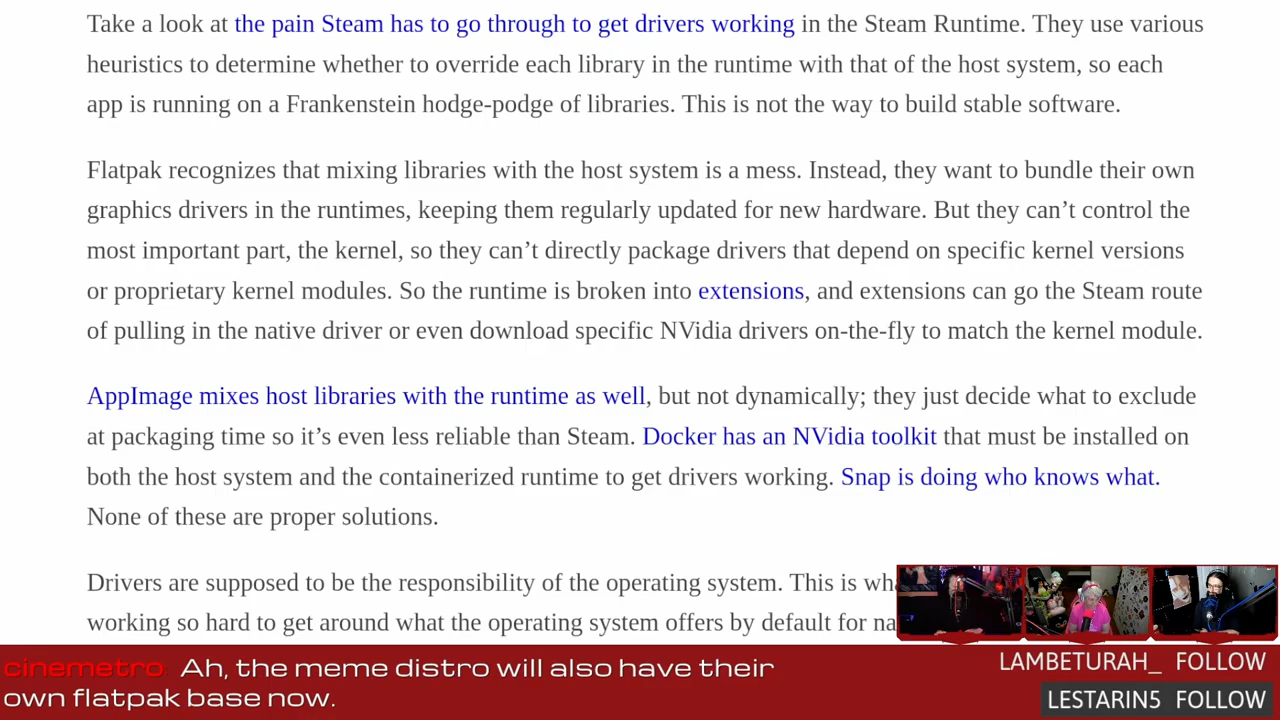 Take a look at the pain Steam has to go through to get drivers working in the Steam Runtime. They use various
heuristics to determine whether to override each library in the runtime with that of the host system, so each
app is running on a Frankenstein hodge-podge of libraries. This is not the way to build stable software.
Flatpak recognizes that mixing libraries with the host system is a mess. Instead, they want to bundle their own
graphics drivers in the runtimes, keeping them regularly updated for new hardware. But they can’t control the
most important part, the kernel, so they can’t directly package drivers that depend on specific kernel versions
or proprietary kernel modules. So the runtime is broken into extensions, and extensions can go the Steam route
of pulling in the native driver or even download specific NVidia drivers on-the-fly to match the kernel module.
AppImage mixes host libraries with the runtime as well, but not dynamically; they just decide what to exclude
at packaging time so it’s even less reliable than Steam. Docker has an NVidia toolkit that must be installed on
both the host system and the containerized runtime to get drivers working. Snap is doing who knows what.
None of these are proper solutions.
Drivers are supposed to be the responsibility of the operating system. This is wha
working so hard to get around what the operating system offers by default for na
cinemetro: Ah, the meme distro will also have their
own flatpak base now.
LAMBETURAH_ FOLLOW
LESTARIN5 FOLLOW